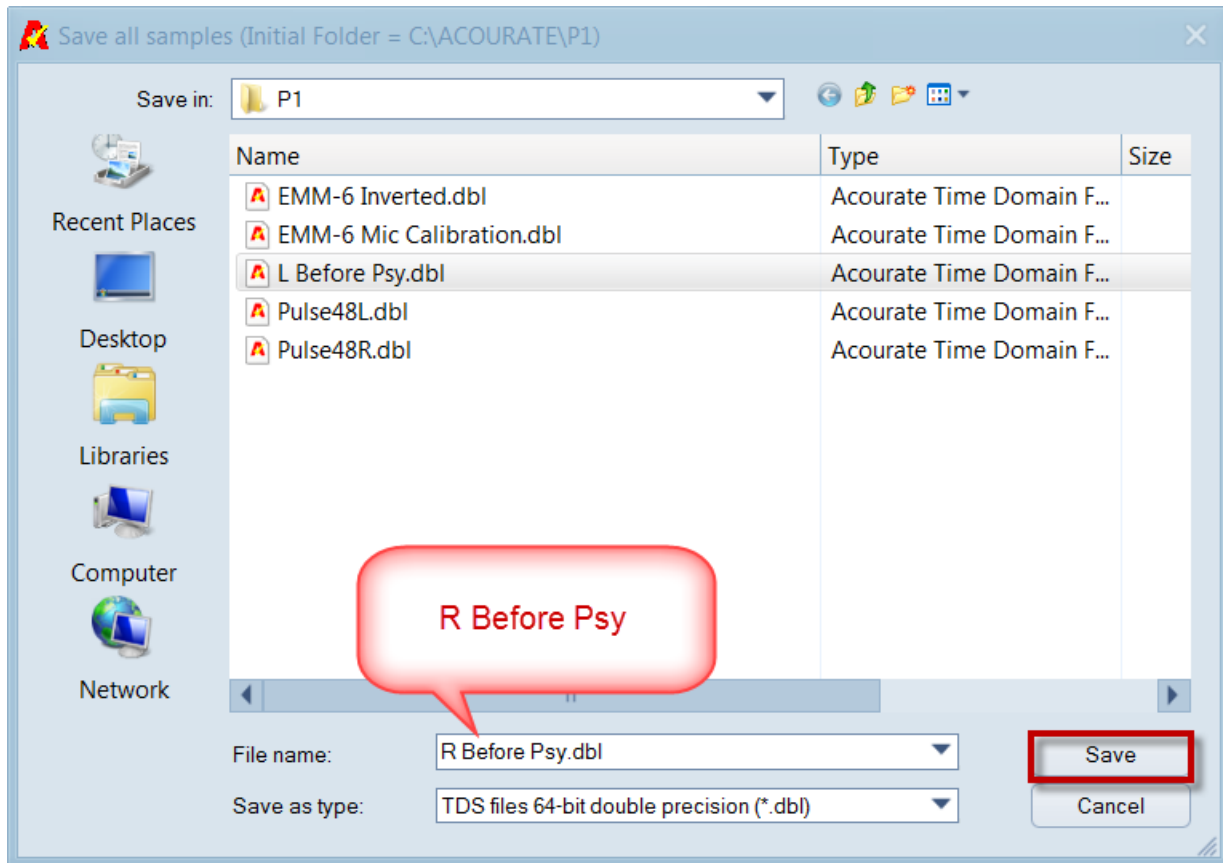 Save all samples (Initial Folder = C:\ACOURATE\P1)
Save in:
P1
Name Type Size
EMM-6 Inverted.dbl Acourate Time Domain F...
EMM-6 Mic Calibration.dbl Acourate Time Domain F...
L Before Psy.dbl Acourate Time Domain F...
Pulse48L.dbl Acourate Time Domain F...
Pulse48R.dbl Acourate Time Domain F...
Recent Places
Desktop
Libraries
Computer
Network
R Before Psy
File name: R Before Psy.dbl Save
Save as type: TDS files 64-bit double precision (*.dbl) Cancel